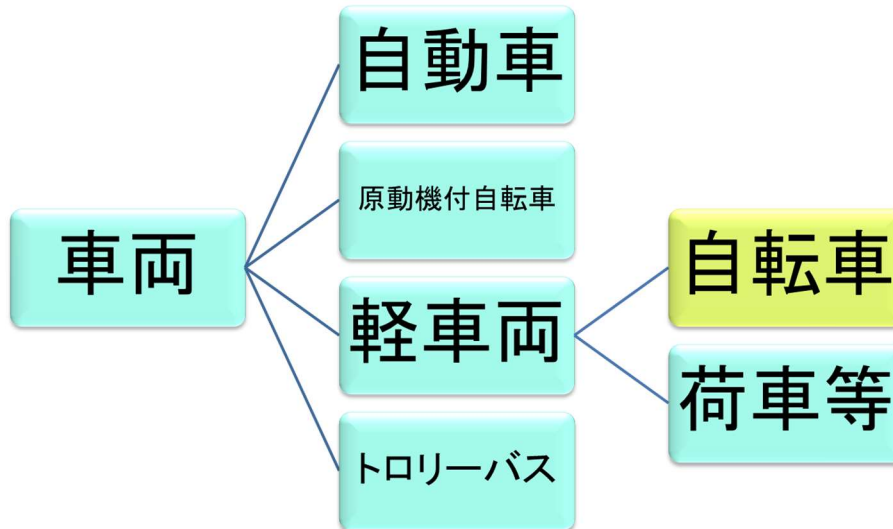 車両
自動車
原動機付自転車
軽車両
トロリーバス
自転車
荷車等